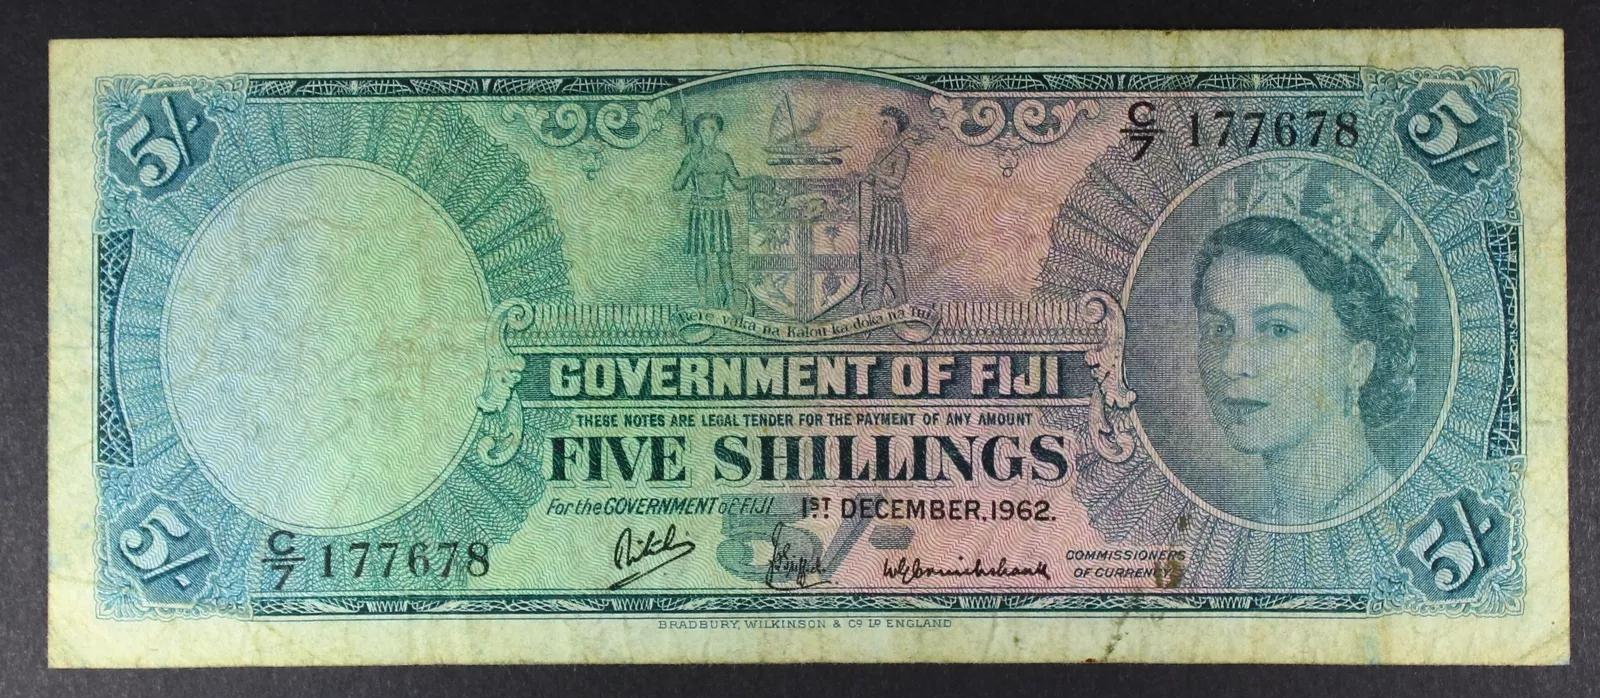 5/-
C/7 177678
5/-
Rere vaka na Kalou ka doka na Tui
GOVERNMENT OF FIJI
THESE NOTES ARE LEGAL TENDER FOR THE PAYMENT OF ANY AMOUNT
FIVE SHILLINGS
For the GOVERNMENT of FIJI 1ST DECEMBER, 1962.
5/-
C/7 177678
5/-
COMMISSIONERS
OF CURRENCY
5/-
BRADBURY, WILKINSON & Cº Lº ENGLAND